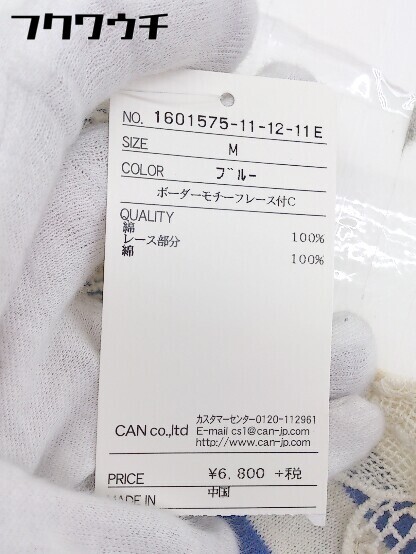 フクワウチ
NO. 1601575-11-12-11E
SIZE M
COLOR ブルー
ボーダーモチーフレース付C
QUALITY
綿 100%
レース部分
綿 100%
カスタマーセンター0120-112961
CAN co.,ltd E-mail cs1@can-jp.com
http://www.can-jp.com
PRICE ¥6,800 +税
MADE IN 中国